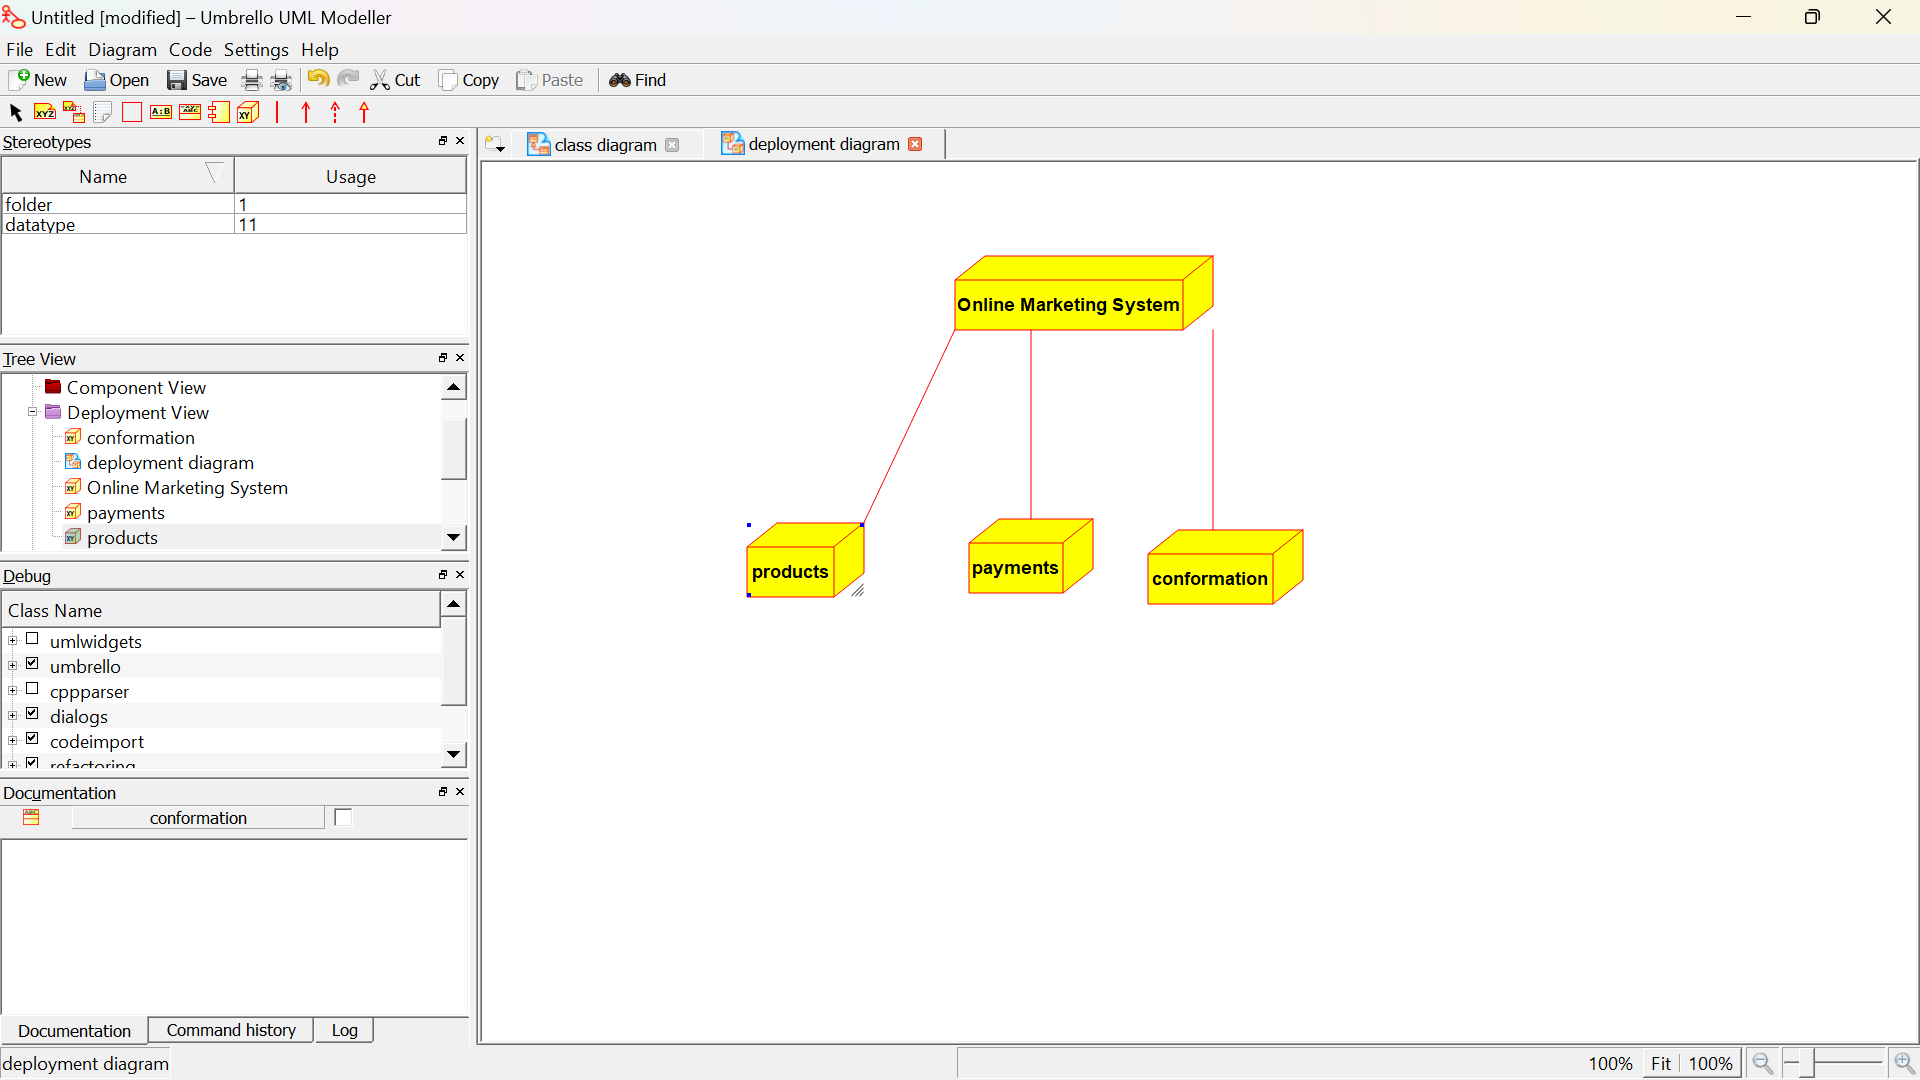 Untitled [modified] – Umbrello UML Modeller
File Edit Diagram Code Settings Help
New Open Save Cut Copy Paste Find
Stereotypes
Name Usage
folder 1
datatype 11
Tree View
Component View
Deployment View
conformation
deployment diagram
Online Marketing System
payments
products
Debug
Class Name
umlwidgets
umbrello
cppparser
dialogs
codeimport
refactoring
Documentation
conformation
Documentation Command history Log
deployment diagram
class diagram deployment diagram
Online Marketing System
products
payments
conformation
100% Fit 100%